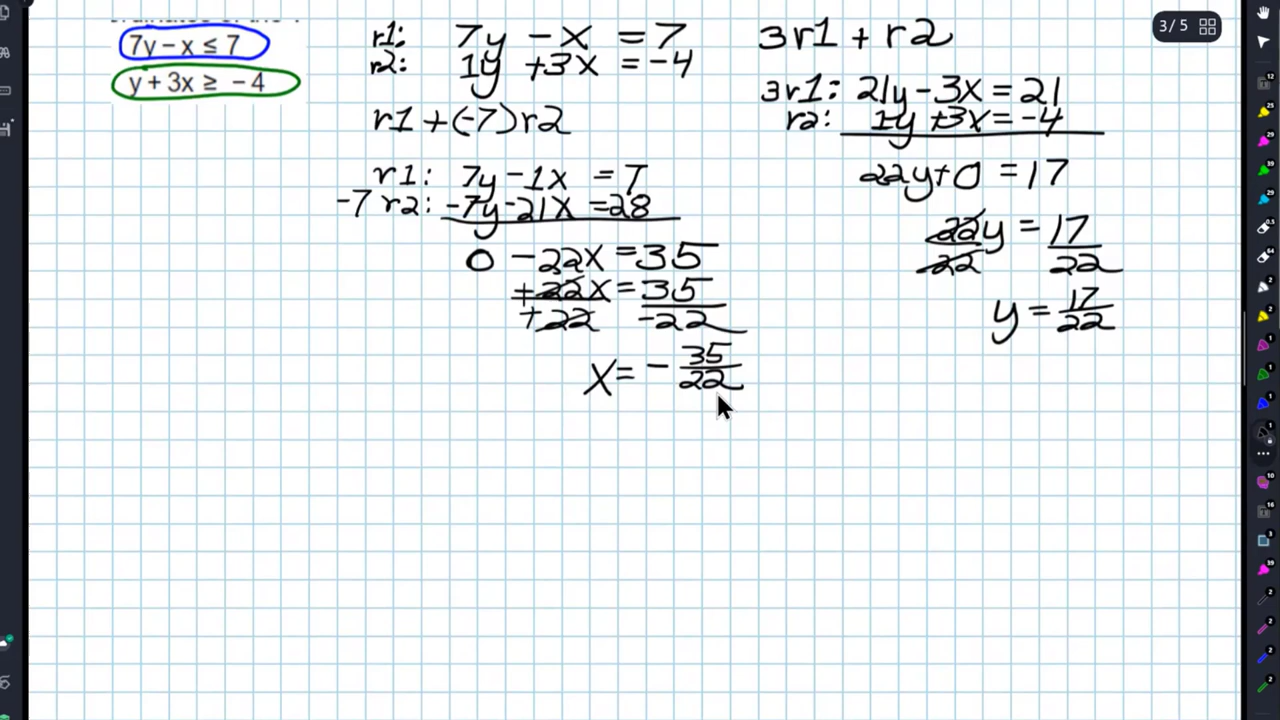 7y − x ≤ 7
y + 3x ≥ − 4
r1: 7y - x = 7
r2: 1y +3x = -4
r1 + (-7) r2
r1: 7y - 1x = 7
-7 r2: -7y -21x =28
0 -22x = 35
+22x = 35
+22 -22
x = - 35/22
3r1 + r2
3r1: 21y - 3x = 21
r2: 1y +3x = -4
22y + 0 = 17
22y = 17
22 22
y = 17/22
3 / 5